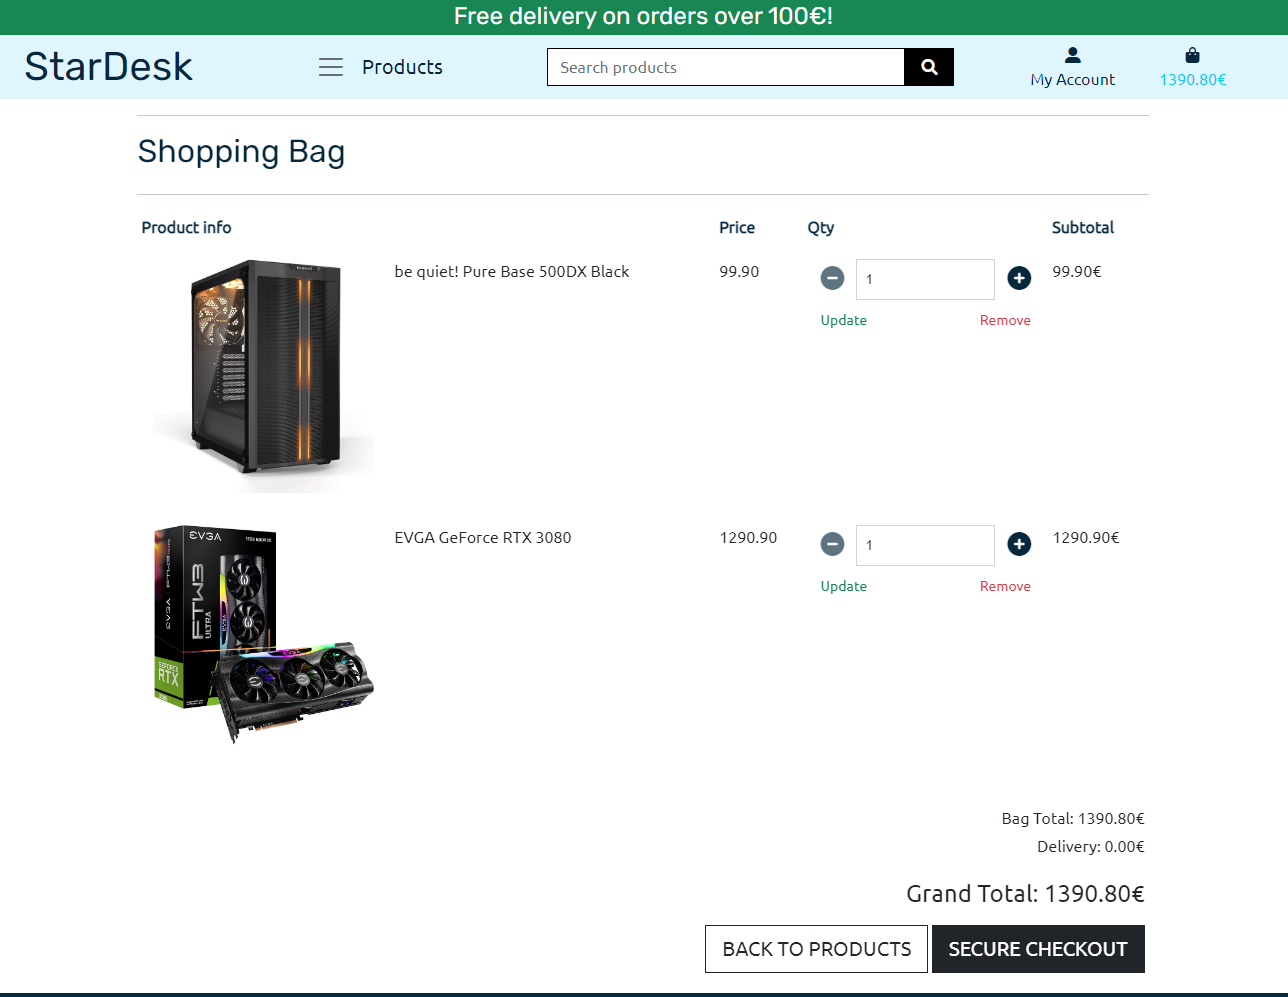 Free delivery on orders over 100€!
StarDesk
Products
Search products
My Account
1390.80€
Shopping Bag
Product info Price Qty Subtotal
be quiet! Pure Base 500DX Black 99.90 1 99.90€
Update Remove
EVGA GeForce RTX 3080 1290.90 1 1290.90€
Update Remove
EVGA
FTW3
ULTRA
FTW3
EVGA
GEFORCE
RTX
Bag Total: 1390.80€
Delivery: 0.00€
Grand Total: 1390.80€
BACK TO PRODUCTS SECURE CHECKOUT